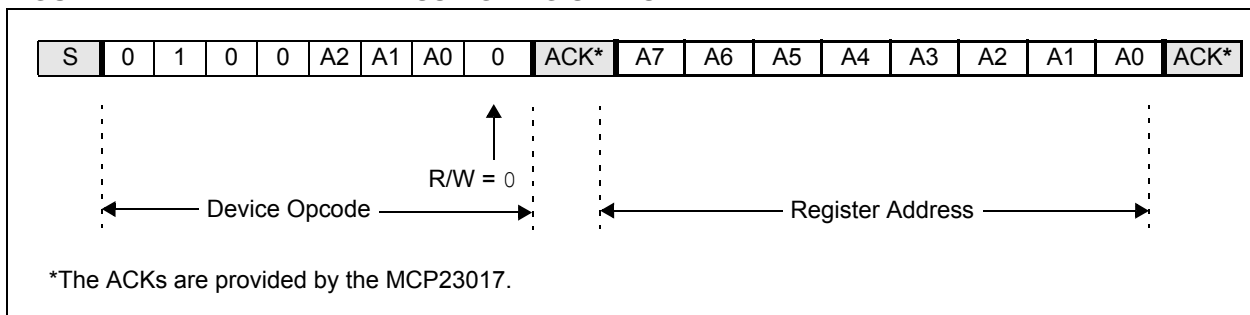 S 0 1 0 0 A2 A1 A0 0 ACK* A7 A6 A5 A4 A3 A2 A1 A0 ACK*
R/W = 0
Device Opcode
Register Address
*The ACKs are provided by the MCP23017.